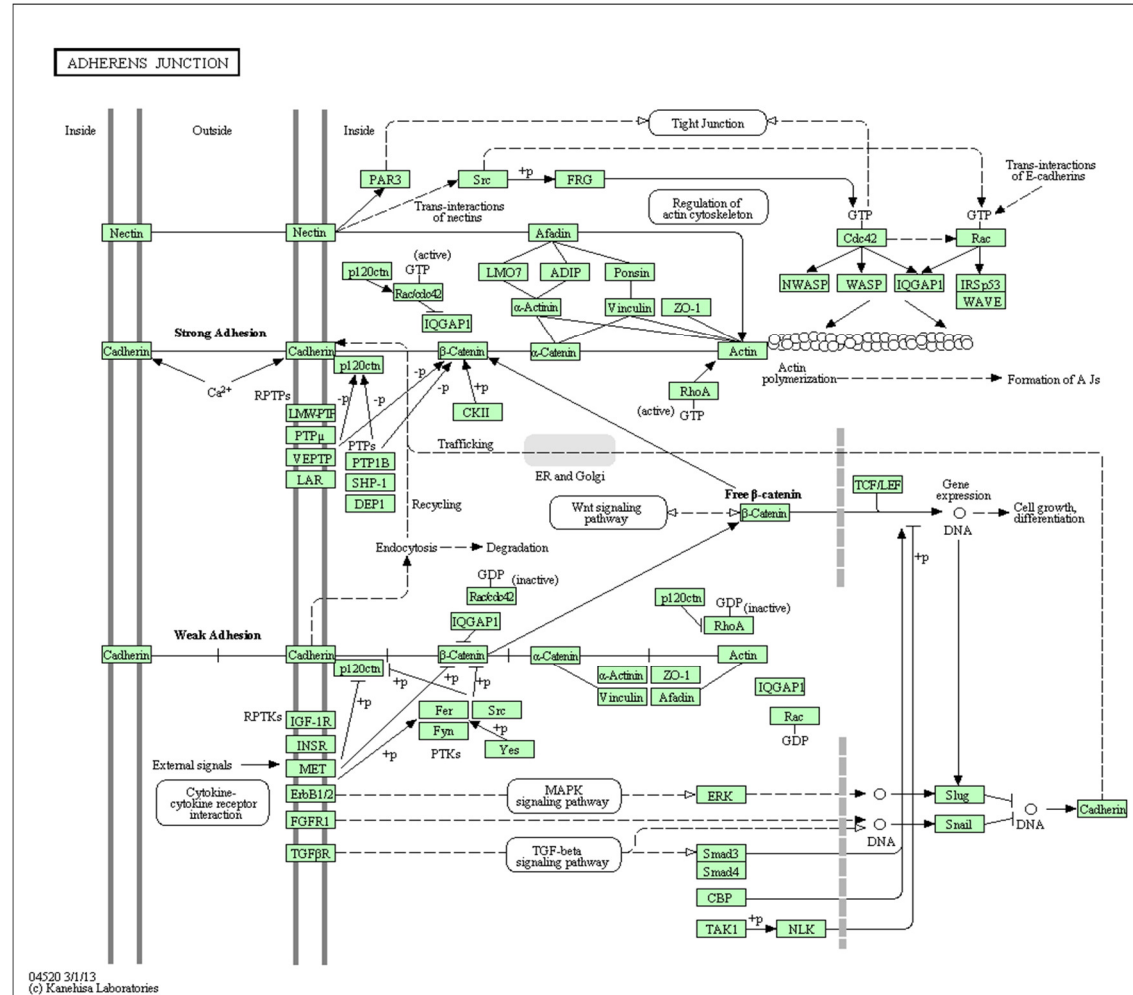 ADHERENS JUNCTION
Inside
Outside
Inside
Tight Junction
PAR3
Src
+p
FRG
Trans-interactions
of E-cadherins
Trans-interactions
of nectins
Regulation of
actin cytoskeleton
GTP
GTP
Nectin
Nectin
Afadin
Cdc42
Rac
p120ctn
(active)
GTP
Rac/cdc42
LMO7
ADIP
Ponsin
NWASP
WASP
IQGAP1
IRSp53
WAVE
IQGAP1
α-Actinin
Vinculin
ZO-1
Strong Adhesion
Cadherin
Cadherin
p120ctn
β-Catenin
α-Catenin
Actin
Actin
polymerization
Formation of A Js
Ca2+
RPTPs
-p
-p
-p
+p
CKII
RhoA
(active)
GTP
LMW-PTP
PTPμ
VEPTP
LAR
PTPs
PTP1B
SHP-1
DEP1
Trafficking
ER and Golgi
Recycling
Wnt signaling
pathway
Free β-catenin
β-Catenin
TCF/LEF
Gene
expression
DNA
Cell growth,
differentiation
+p
Endocytosis
Degradation
GDP
(inactive)
Rac/cdc42
IQGAP1
p120ctn
GDP
(inactive)
RhoA
Weak Adhesion
Cadherin
Cadherin
p120ctn
β-Catenin
α-Catenin
Actin
+p
+p
+p
+p
α-Actinin
ZO-1
Vinculin
Afadin
IQGAP1
Rac
GDP
RPTKs
IGF-1R
INSR
MET
ErbB1/2
FGFR1
TGFβR
Fer
Src
Fyn
Yes
+p
+p
PTKs
External signals
Cytokine-
cytokine receptor
interaction
MAPK
signaling pathway
ERK
Slug
Snail
DNA
DNA
Cadherin
TGF-beta
signaling pathway
Smad3
Smad4
CBP
TAK1
+p
NLK
04520 3/1/13
(c) Kanehisa Laboratories